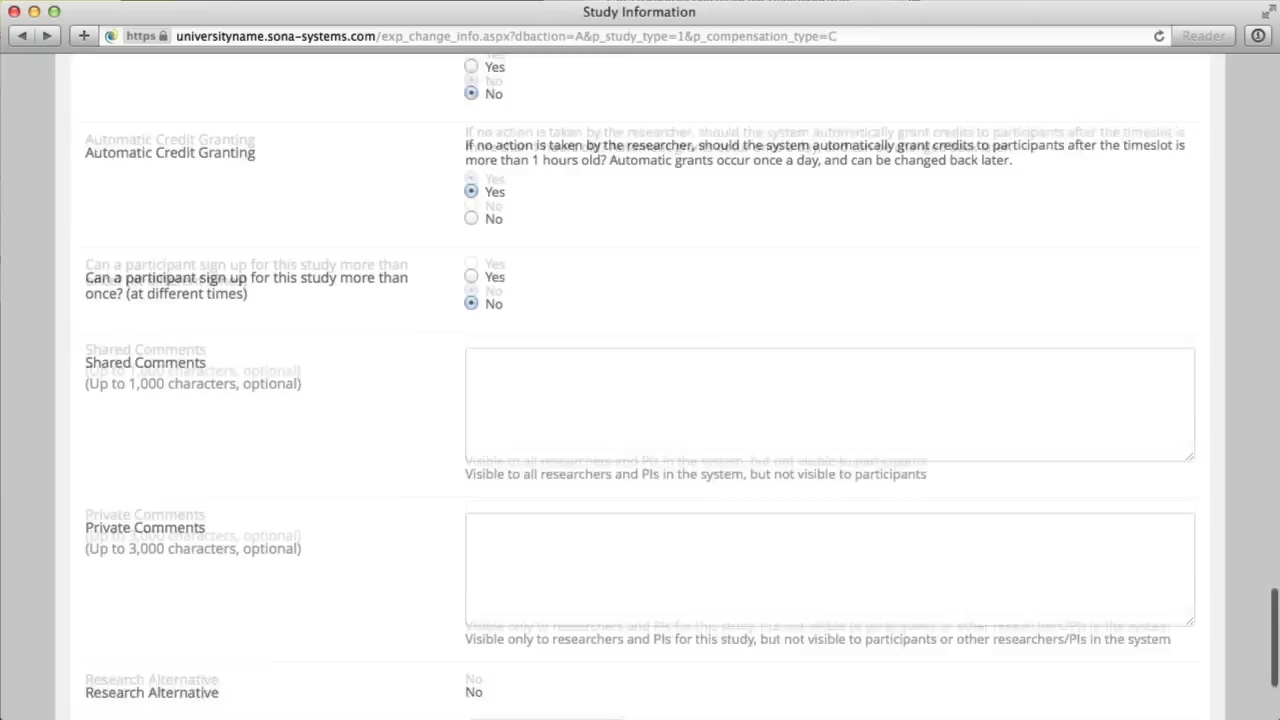 Study Information
https universityname.sona-systems.com/exp_change_info.aspx?dbaction=A&p_study_type=1&p_compensation_type=C
Reader
Yes
No
Automatic Credit Granting
If no action is taken by the researcher, should the system automatically grant credits to participants after the timeslot is
more than 1 hours old? Automatic grants occur once a day, and can be changed back later.
Yes
No
Can a participant sign up for this study more than
once? (at different times)
Yes
No
Shared Comments
(Up to 1,000 characters, optional)
Visible to all researchers and PIs in the system, but not visible to participants
Private Comments
(Up to 3,000 characters, optional)
Visible only to researchers and PIs for this study, but not visible to participants or other researchers/PIs in the system
Research Alternative
No